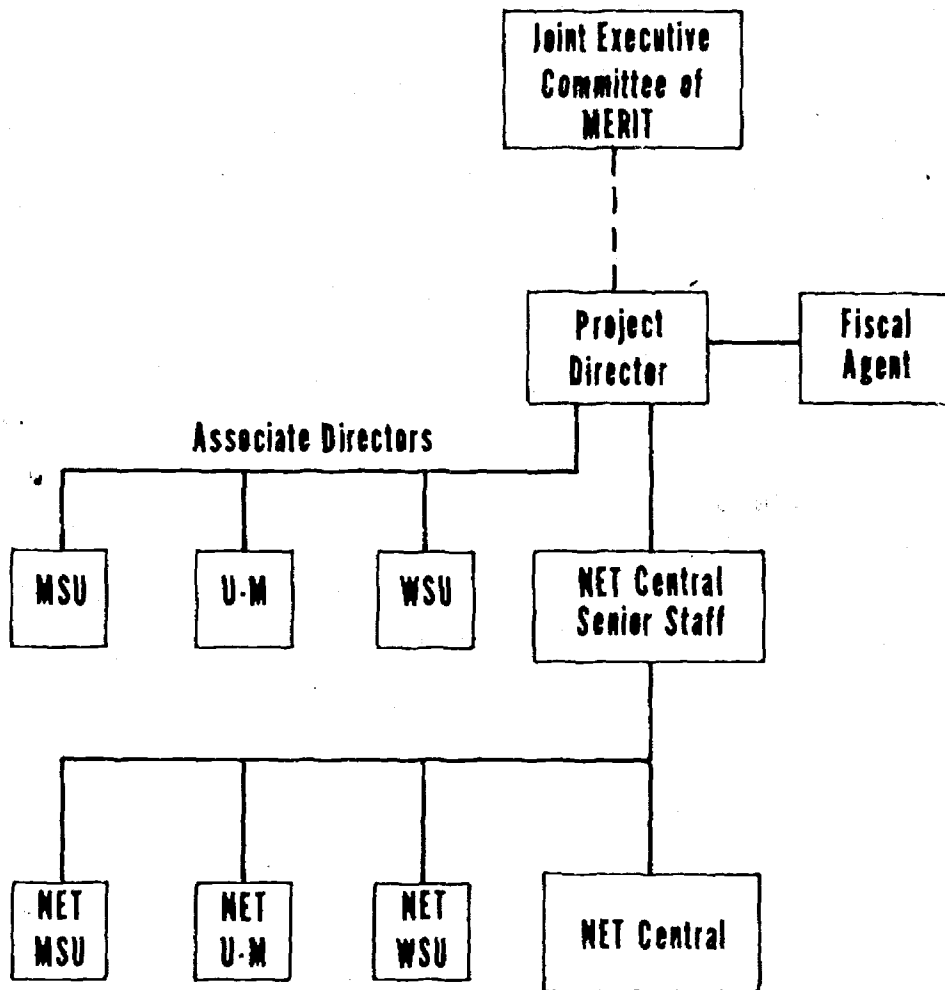 Joint Executive
Committee of
MERIT
Project
Director
Fiscal
Agent
Associate Directors
MSU
U-M
WSU
NET Central
Senior Staff
NET
MSU
NET
U-M
NET
WSU
NET Central